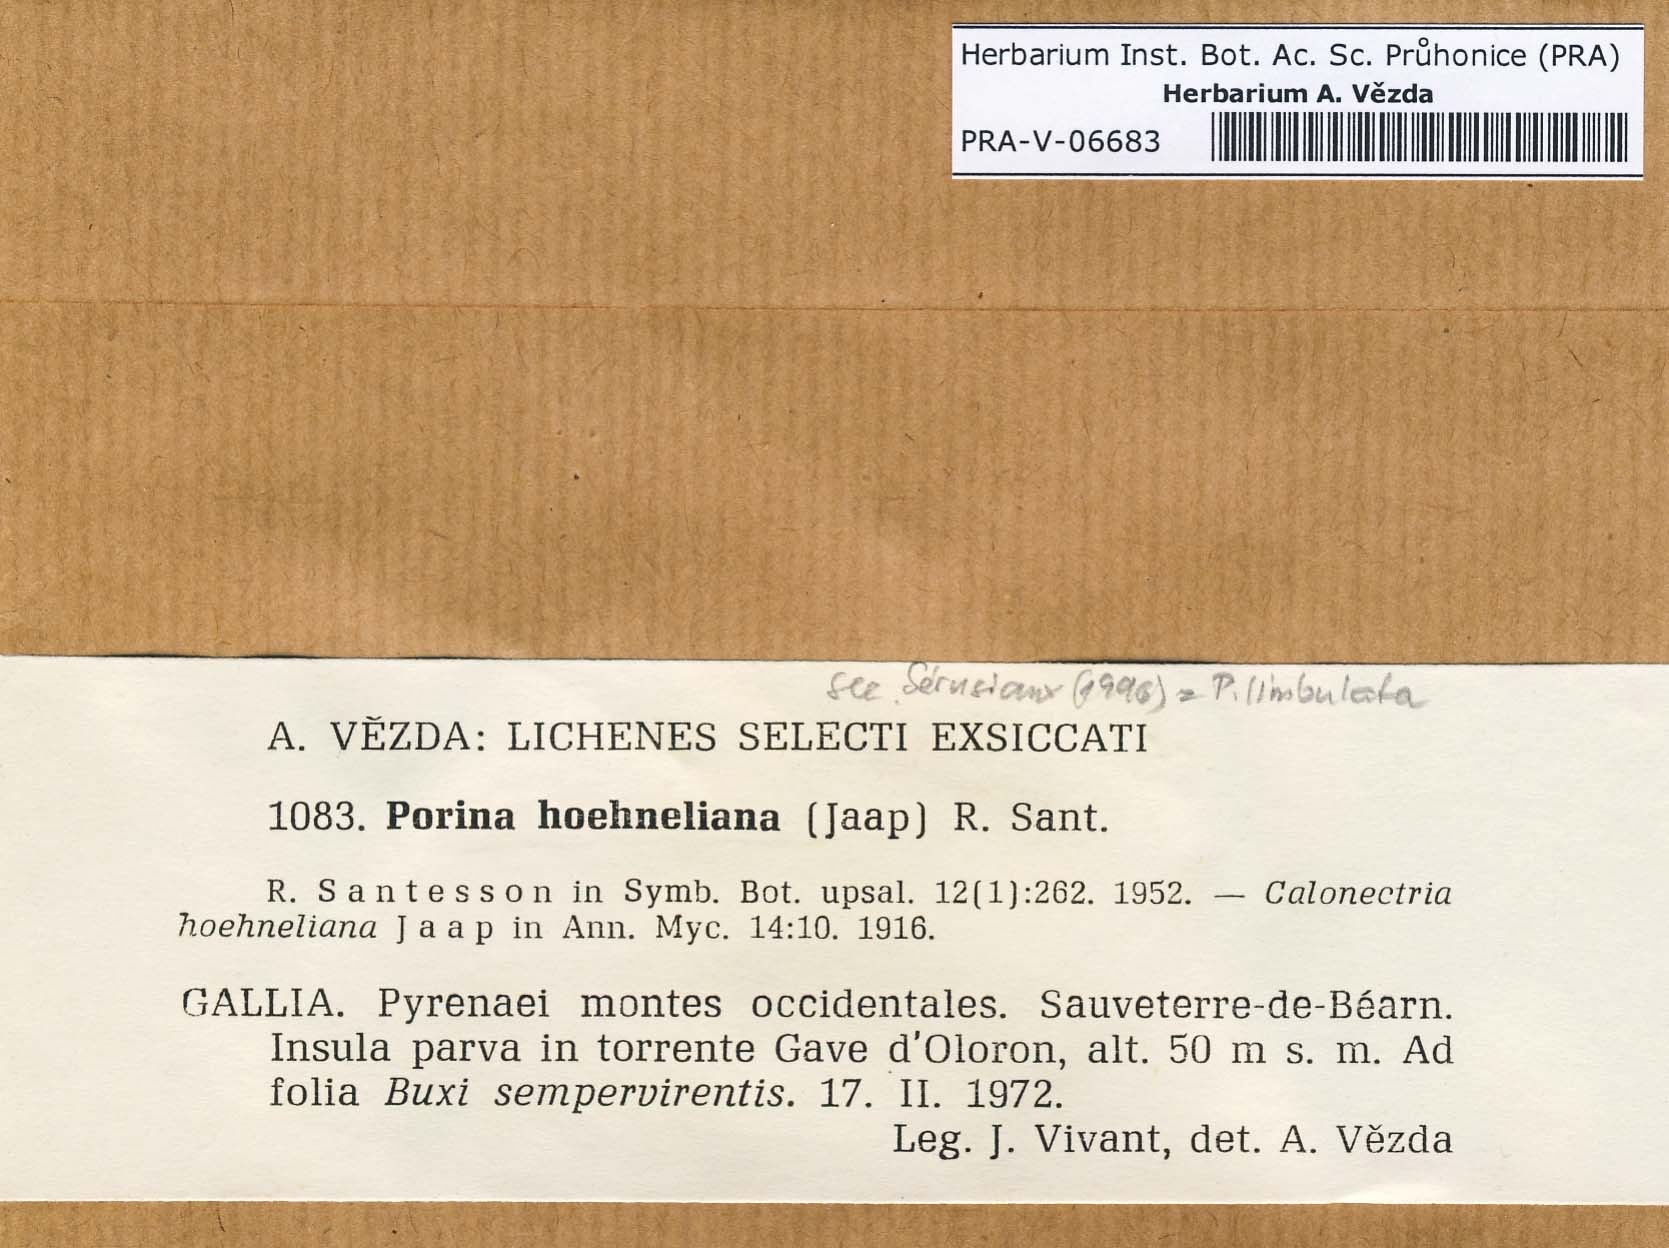 Herbarium Inst. Bot. Ac. Sc. Průhonice (PRA)
Herbarium A. Vězda
PRA-V-06683
see Sérusiaux (1996) = P. limbulata
A. VĚZDA: LICHENES SELECTI EXSICCATI
1083. Porina hoehneliana (Jaap) R. Sant.
R. Santesson in Symb. Bot. upsal. 12(1):262. 1952. — Calonectria
hoehneliana Jaap in Ann. Myc. 14:10. 1916.
GALLIA. Pyrenaei montes occidentales. Sauveterre-de-Béarn.
Insula parva in torrente Gave d'Oloron, alt. 50 m s. m. Ad
folia Buxi sempervirentis. 17. II. 1972.
Leg. J. Vivant, det. A. Vězda